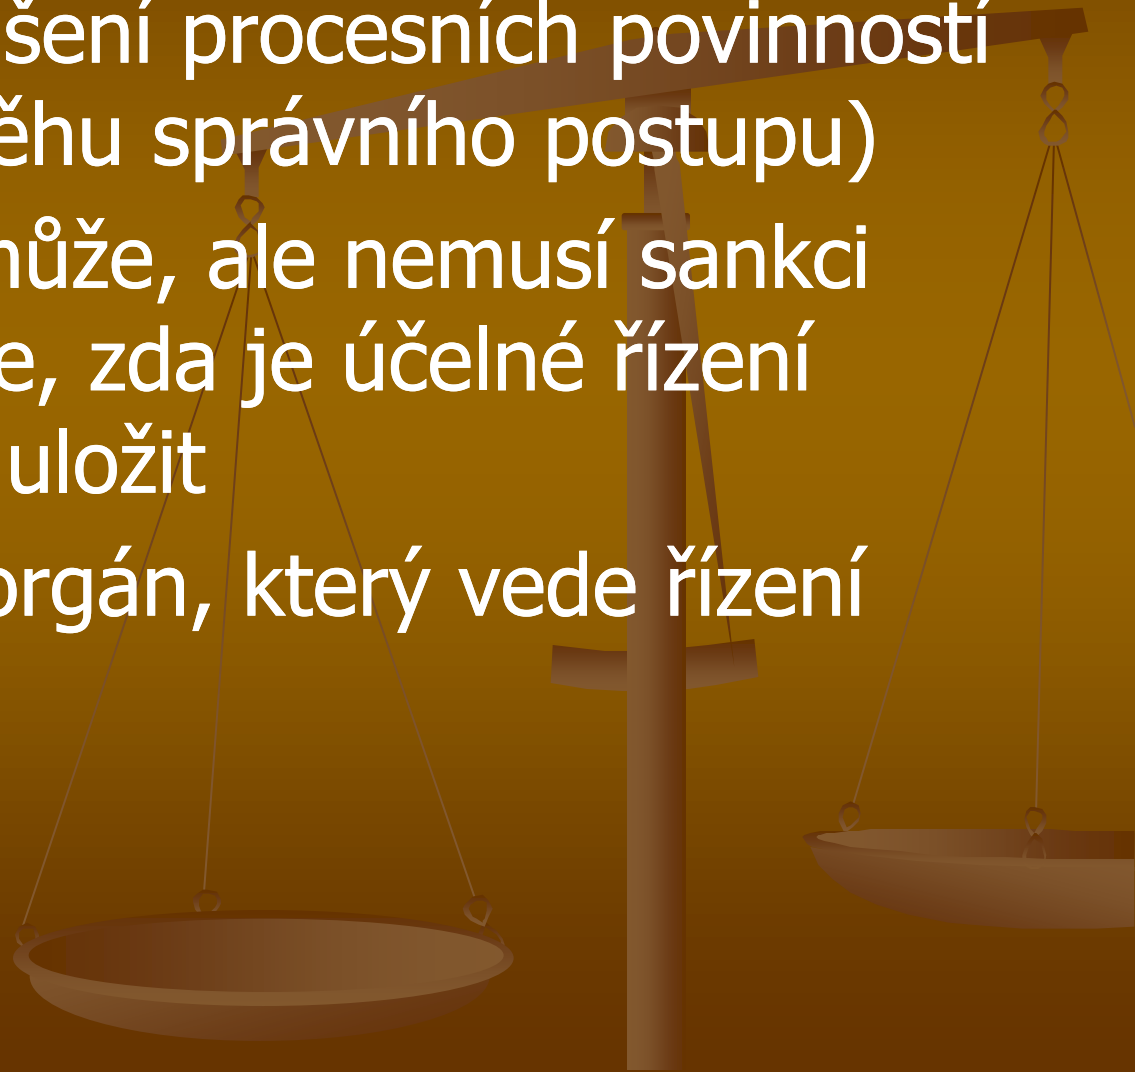 šení procesních povinností
ěhu správního postupu)
může, ale nemusí sankci
e, zda je účelné řízení
uložit
orgán, který vede řízení